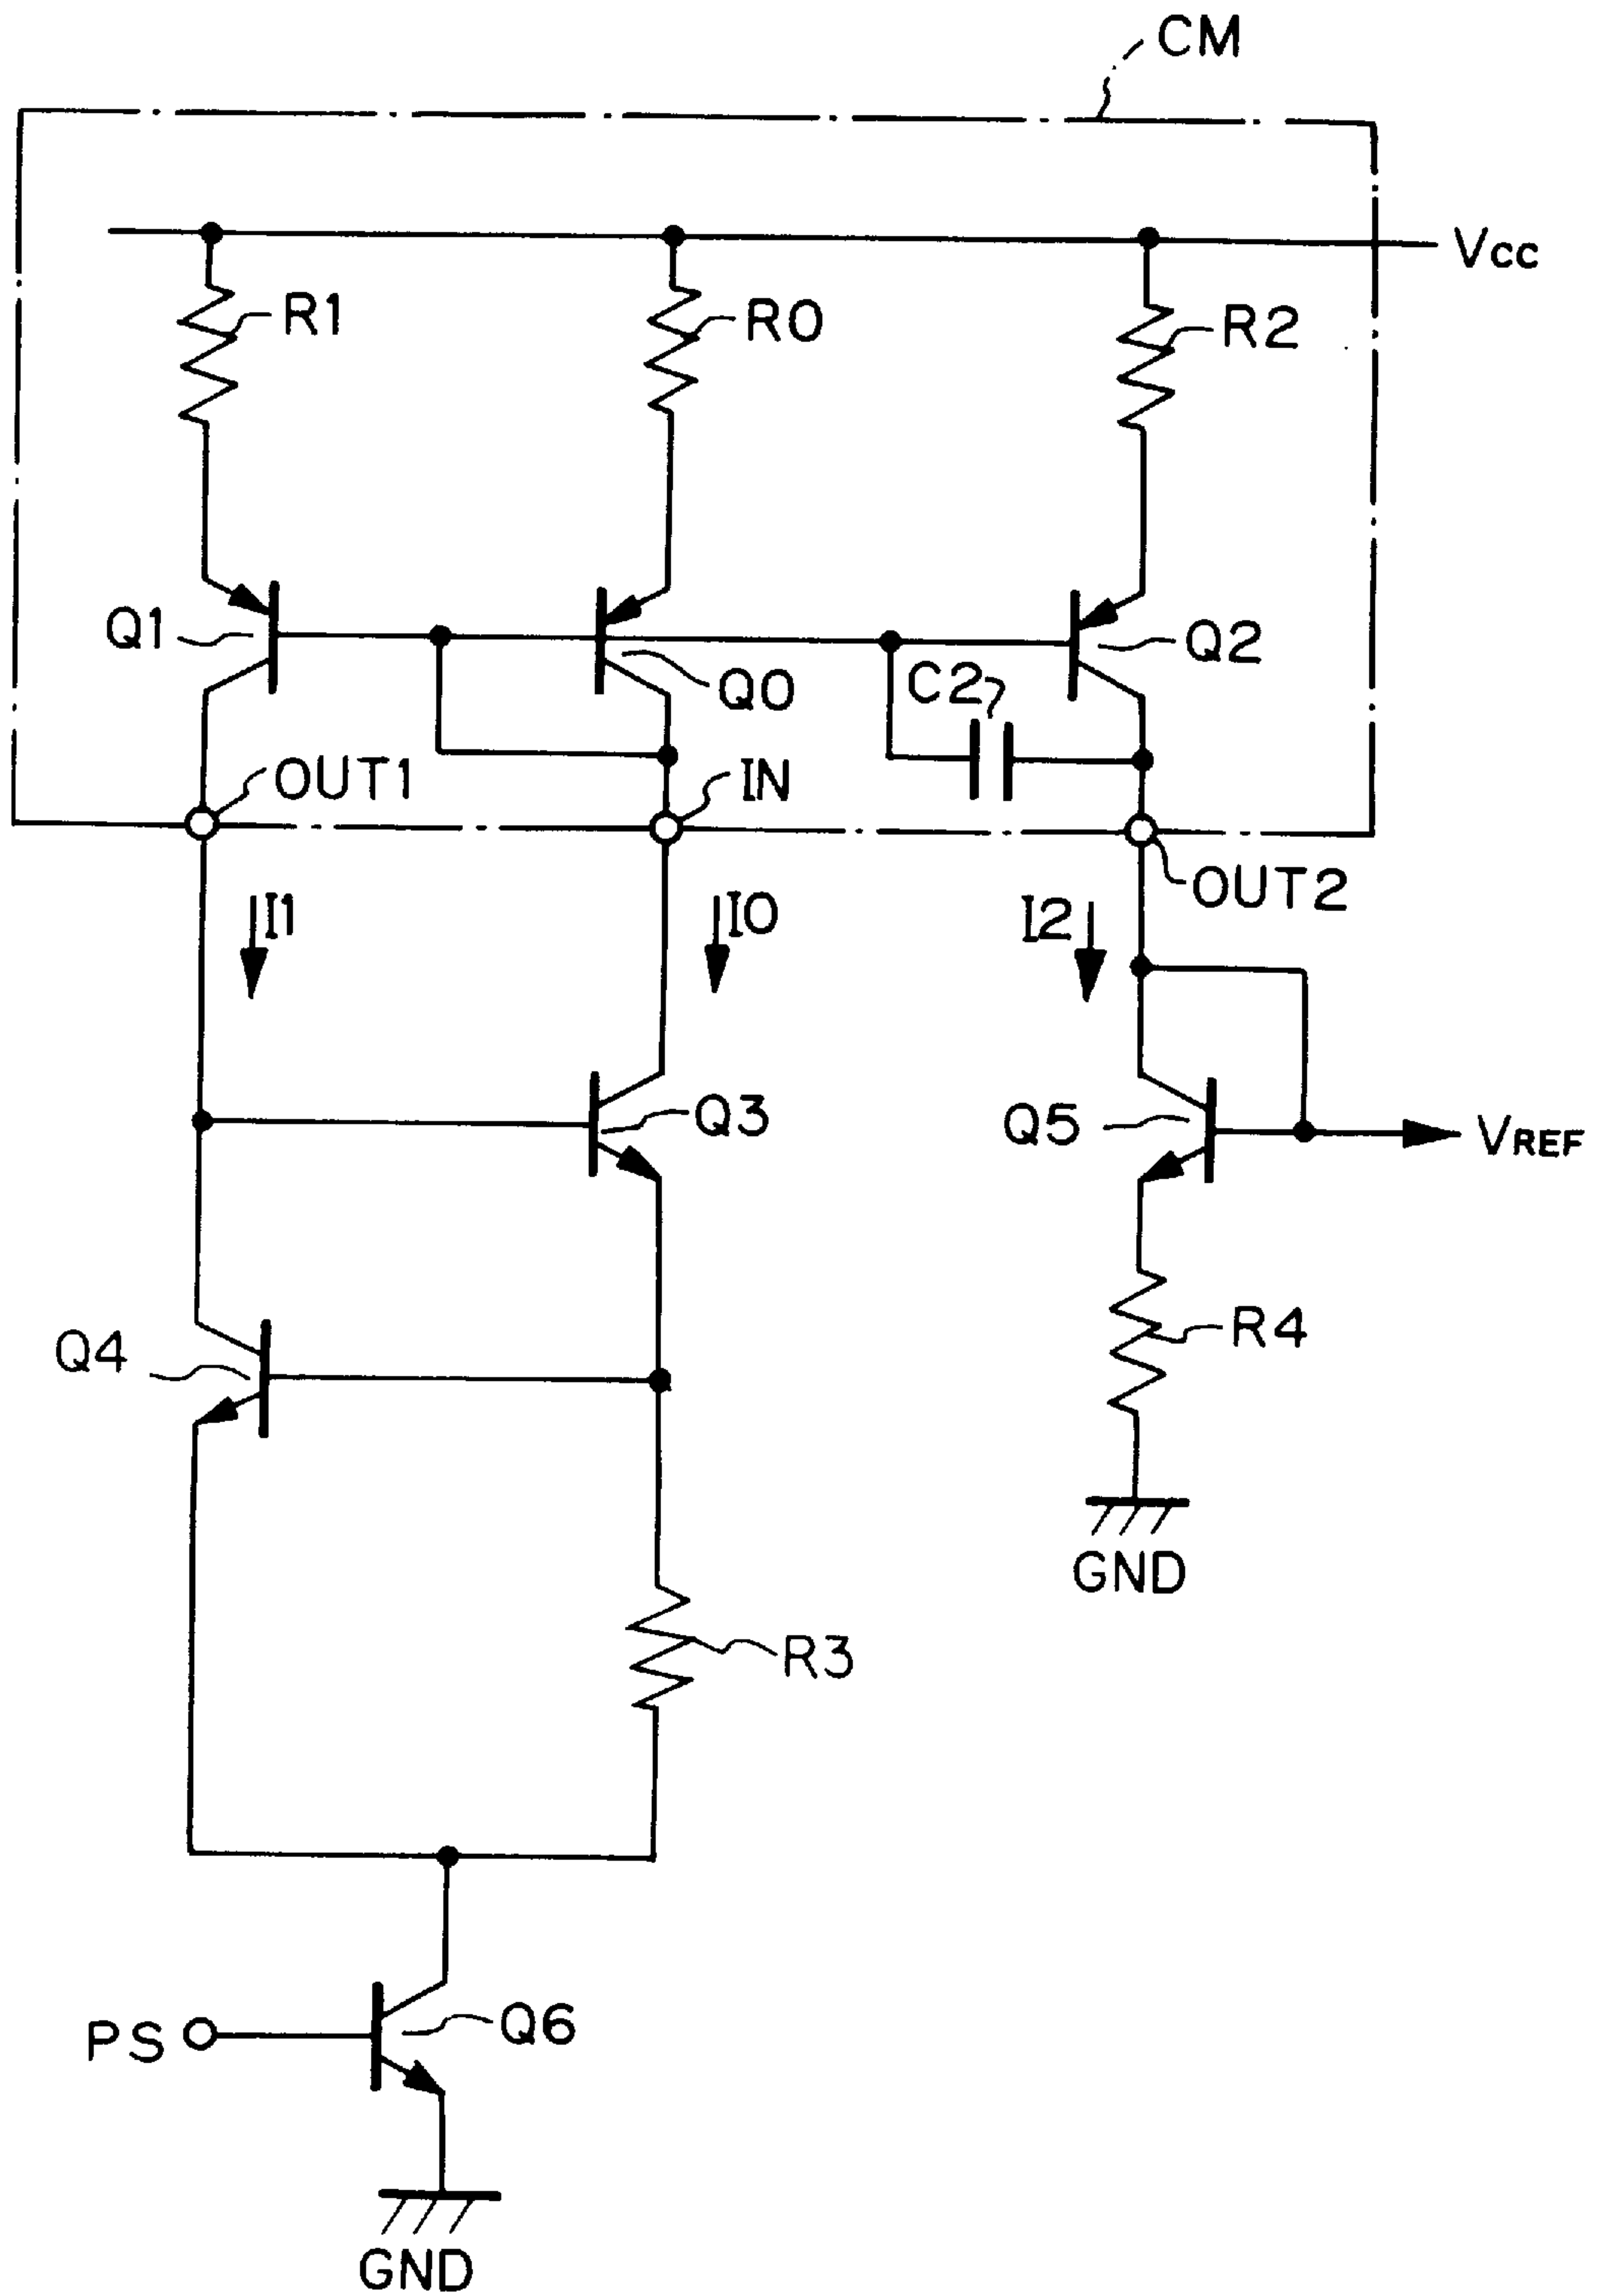 CM
Vcc
R1
R0
R2
Q1
Q0
Q2
C2
OUT1
IN
OUT2
I1
I0
I2
Q3
Q5
VREF
Q4
R4
GND
R3
PS
Q6
GND